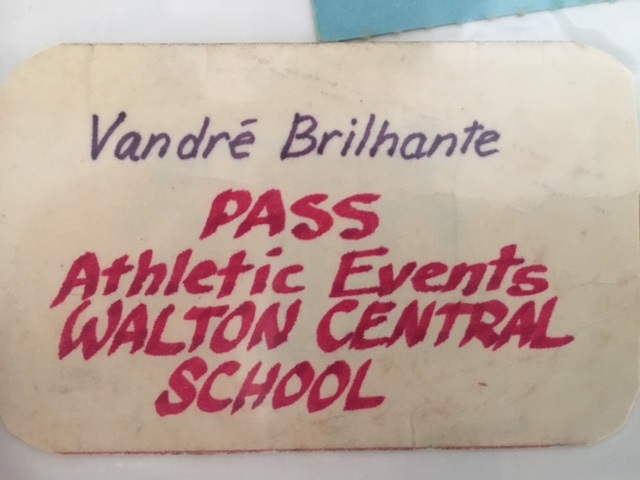 Vandré Brilhante
PASS
Athletic Events
WALTON CENTRAL
SCHOOL